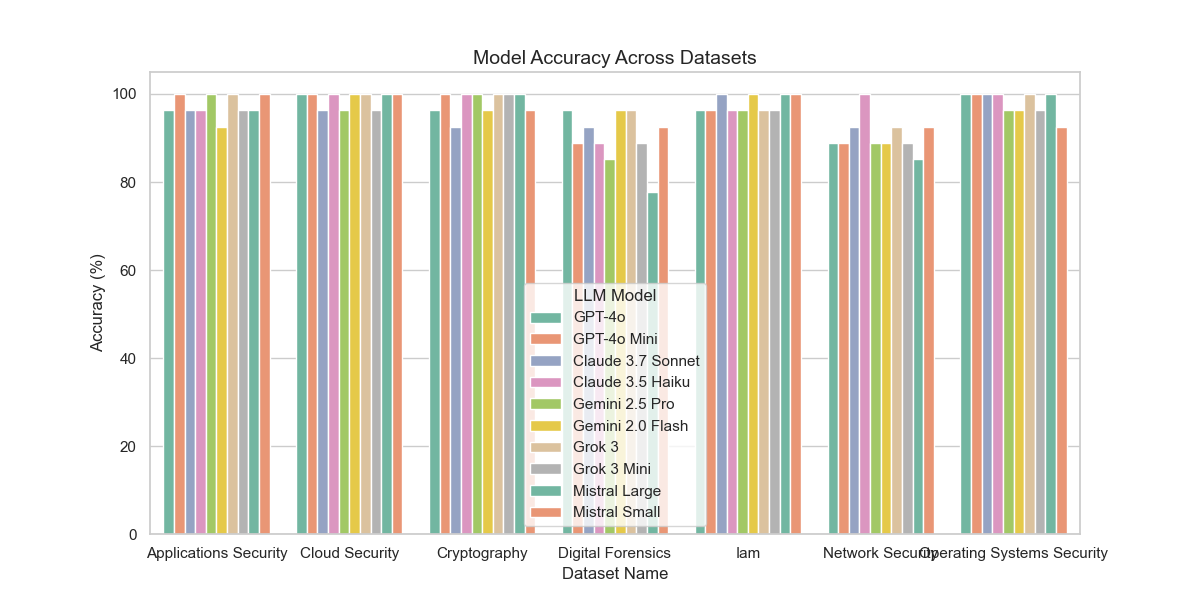 Model Accuracy Across Datasets
Accuracy (%)
100
80
60
40
20
0
LLM Model
GPT-4o
GPT-4o Mini
Claude 3.7 Sonnet
Claude 3.5 Haiku
Gemini 2.5 Pro
Gemini 2.0 Flash
Grok 3
Grok 3 Mini
Mistral Large
Mistral Small
Applications Security
Cloud Security
Cryptography
Digital Forensics
Iam
Network Security
Operating Systems Security
Dataset Name